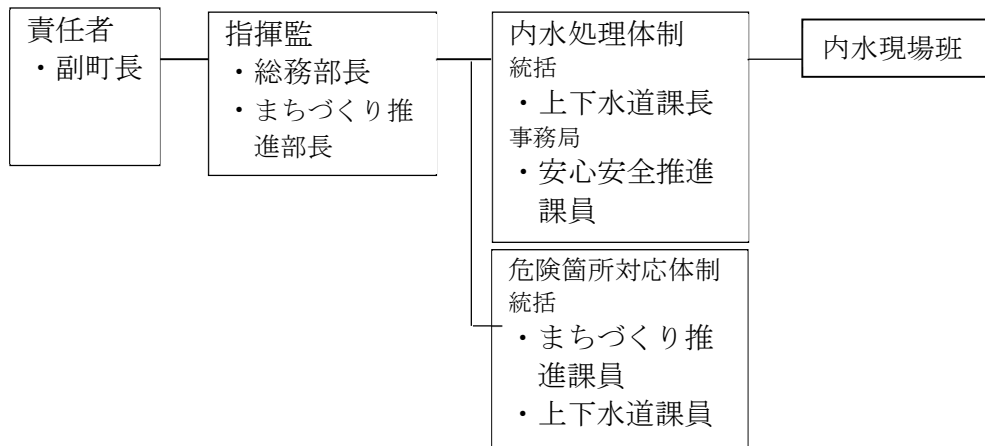 責任者
・副町長
指揮監
・総務部長
・まちづくり推
進部長
内水処理体制
統括
・上下水道課長
事務局
・安心安全推進
課員
内水現場班
危険箇所対応体制
統括
・まちづくり推
進課員
・上下水道課員